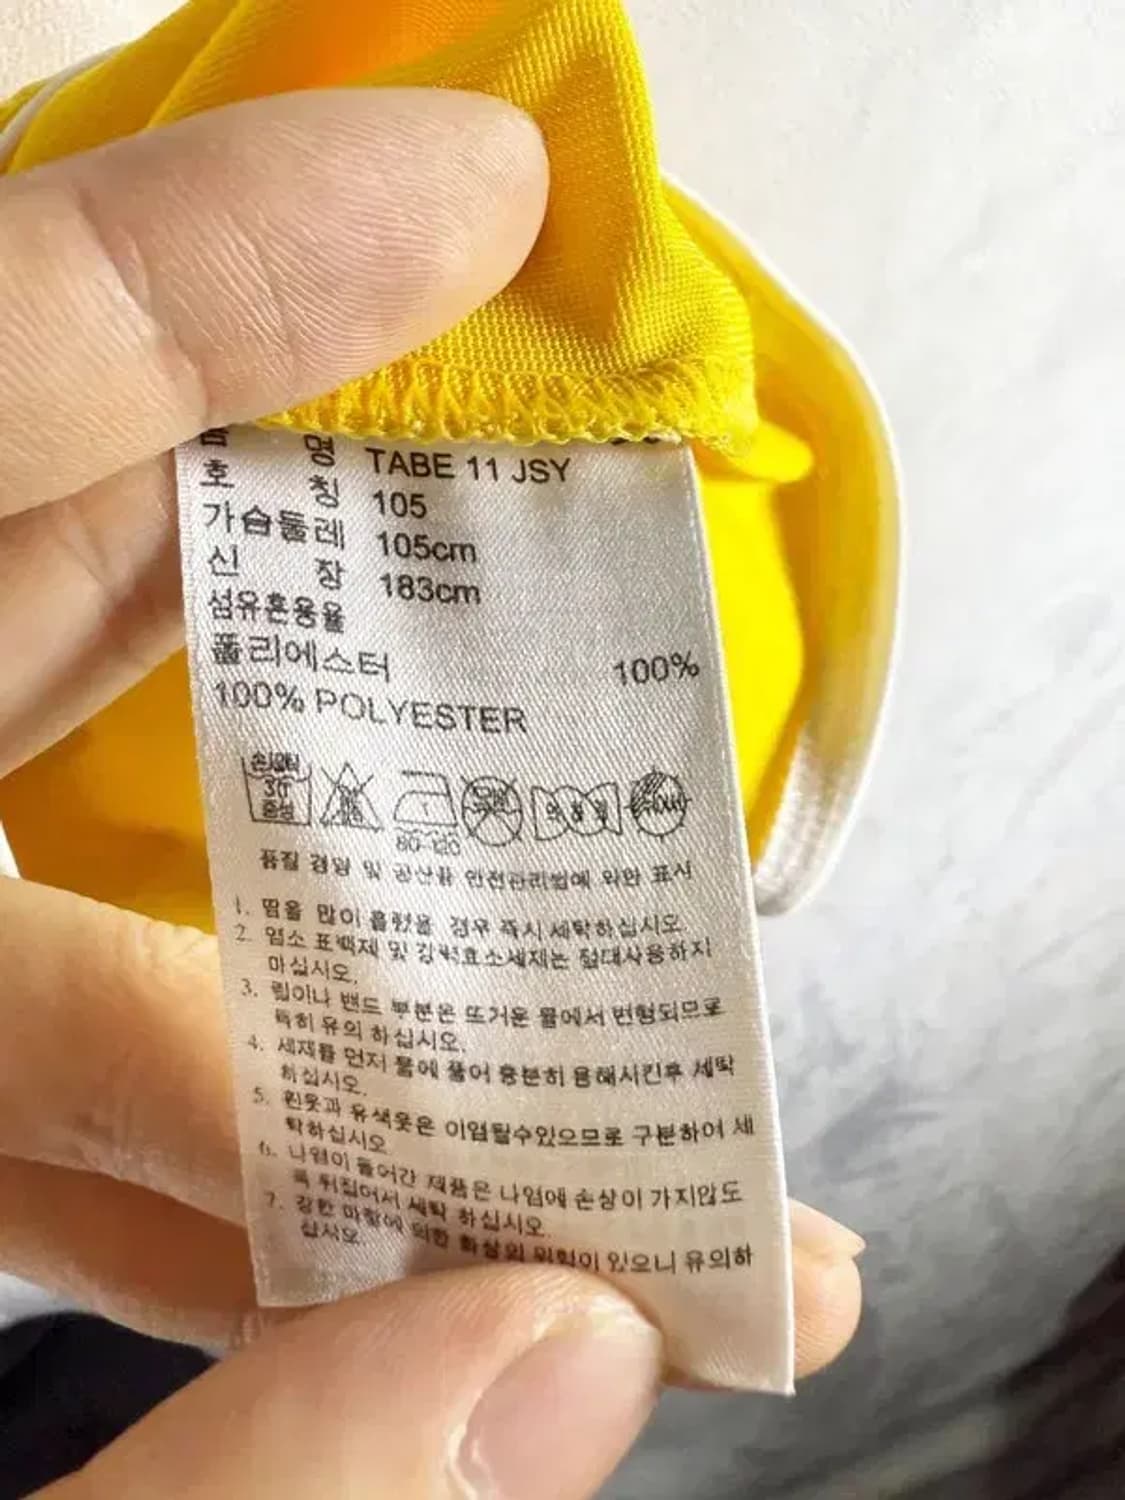 품 명 TABE 11 JSY
호 칭 105
가슴둘레 105cm
신 장 183cm
섬유혼용율
폴리에스터 100%
100% POLYESTER
손세탁
30
중성
80-120
품질 경영 및 공산품 안전관리법에 의한 표시
1. 땀을 많이 흘렸을 경우 즉시 세탁하십시오.
2. 염소 표백제 및 강력효소세제는 절대사용하지
마십시오.
3. 립이나 밴드 부분은 뜨거운 물에서 변형되므로
특히 유의 하십시오.
4. 세제를 먼저 물에 풀어 충분히 용해시킨후 세탁
하십시오.
5. 흰옷과 유색옷은 이염될수있으므로 구분하여 세
탁하십시오
6. 나염이 들어간 제품은 나염에 손상이 가지않도
록 뒤집어서 세탁 하십시오.
7. 강한 마찰에 의한 화상의 위험이 있으니 유의하
십시오.